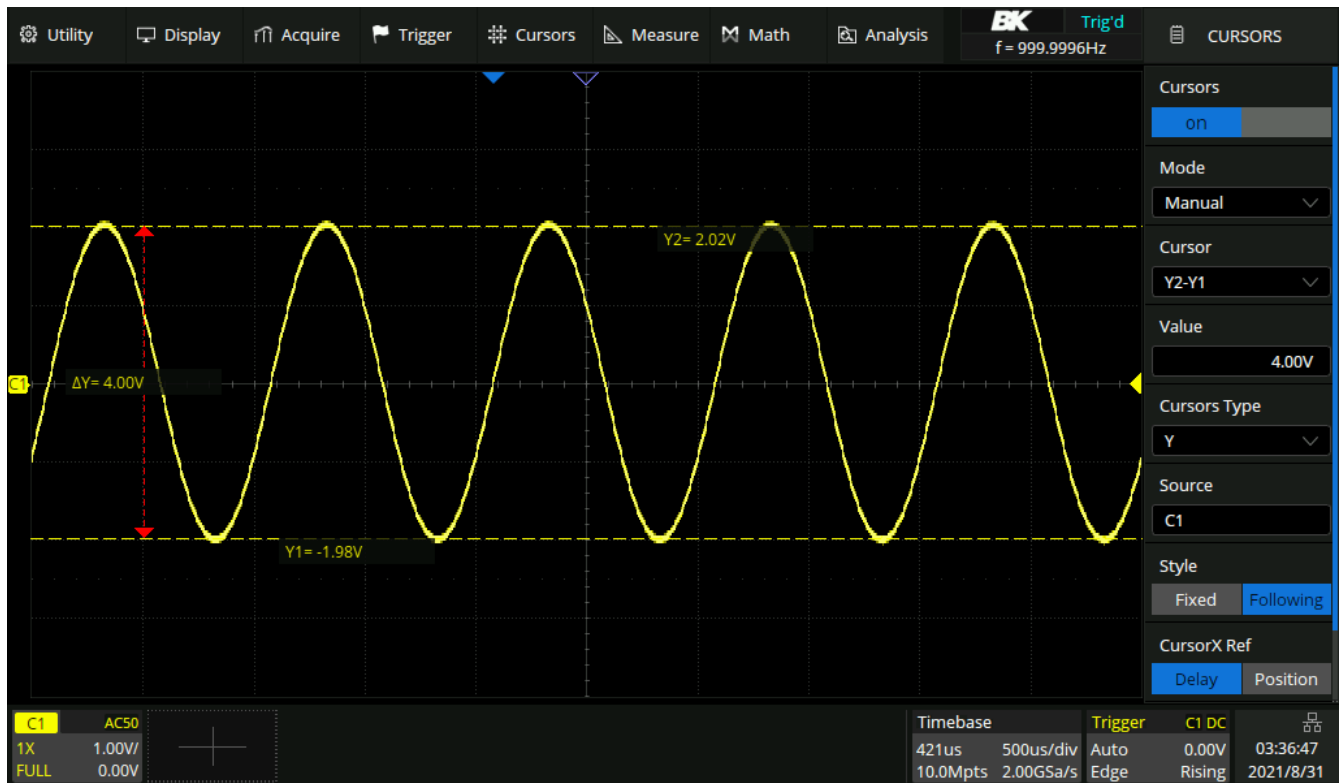 Utility Display Acquire Trigger Cursors Measure Math Analysis
BK Trig'd
f = 999.9996Hz
CURSORS
Cursors
on
Mode
Manual
Cursor
Y2-Y1
Value
4.00V
Cursors Type
Y
Source
C1
Style
Fixed Following
CursorX Ref
Delay Position
Y2= 2.02V
C1
ΔY= 4.00V
Y1= -1.98V
C1 AC50
1X 1.00V/
FULL 0.00V
Timebase
421us 500us/div
10.0Mpts 2.00GSa/s
Trigger C1 DC
Auto 0.00V
Edge Rising
03:36:47
2021/8/31